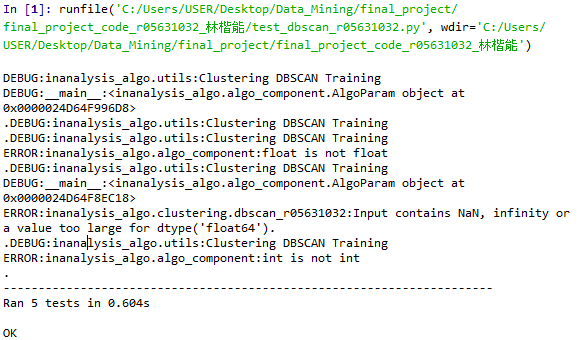 In [1]: runfile('C:/Users/USER/Desktop/Data_Mining/final_project/
final_project_code_r05631032_林楷能/test_dbscan_r05631032.py', wdir='C:/Users/
USER/Desktop/Data_Mining/final_project/final_project_code_r05631032_林楷能')
DEBUG:inanalysis_algo.utils:Clustering DBSCAN Training
DEBUG:__main__:<inanalysis_algo.algo_component.AlgoParam object at
0x0000024D64F996D8>
.DEBUG:inanalysis_algo.utils:Clustering DBSCAN Training
.DEBUG:inanalysis_algo.utils:Clustering DBSCAN Training
ERROR:inanalysis_algo.algo_component:float is not float
.DEBUG:inanalysis_algo.utils:Clustering DBSCAN Training
DEBUG:__main__:<inanalysis_algo.algo_component.AlgoParam object at
0x0000024D64F8EC18>
ERROR:inanalysis_algo.clustering.dbscan_r05631032:Input contains NaN, infinity or
a value too large for dtype('float64').
.DEBUG:inanalysis_algo.utils:Clustering DBSCAN Training
ERROR:inanalysis_algo.algo_component:int is not int
.
----------------------------------------------------------------------
Ran 5 tests in 0.604s
OK